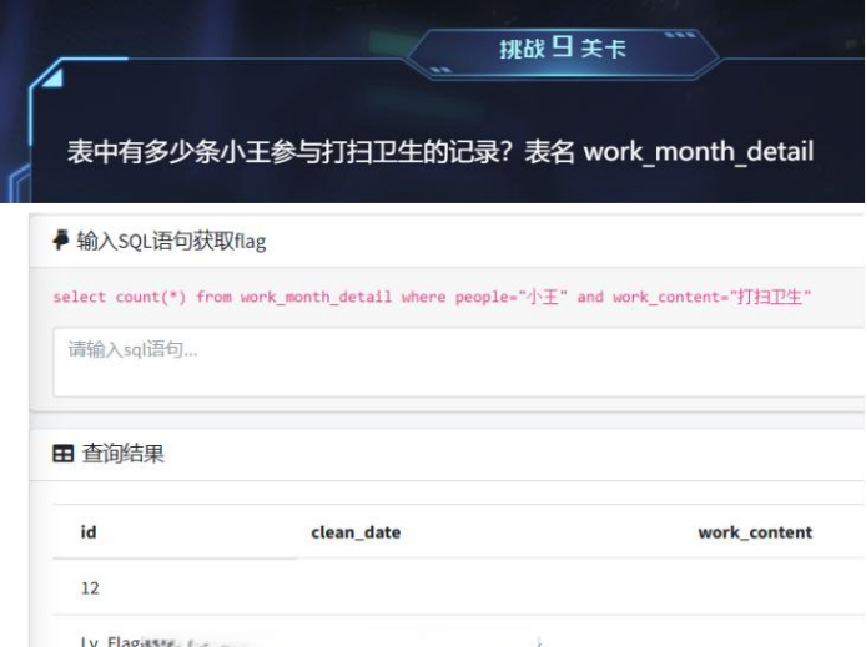 挑战 9 关卡
表中有多少条小王参与打扫卫生的记录? 表名 work_month_detail
输入SQL语句获取flag
select count(*) from work_month_detail where people="小王" and work_content="打扫卫生"
请输入sql语句...
查询结果
id clean_date work_content
12
Lv Flag